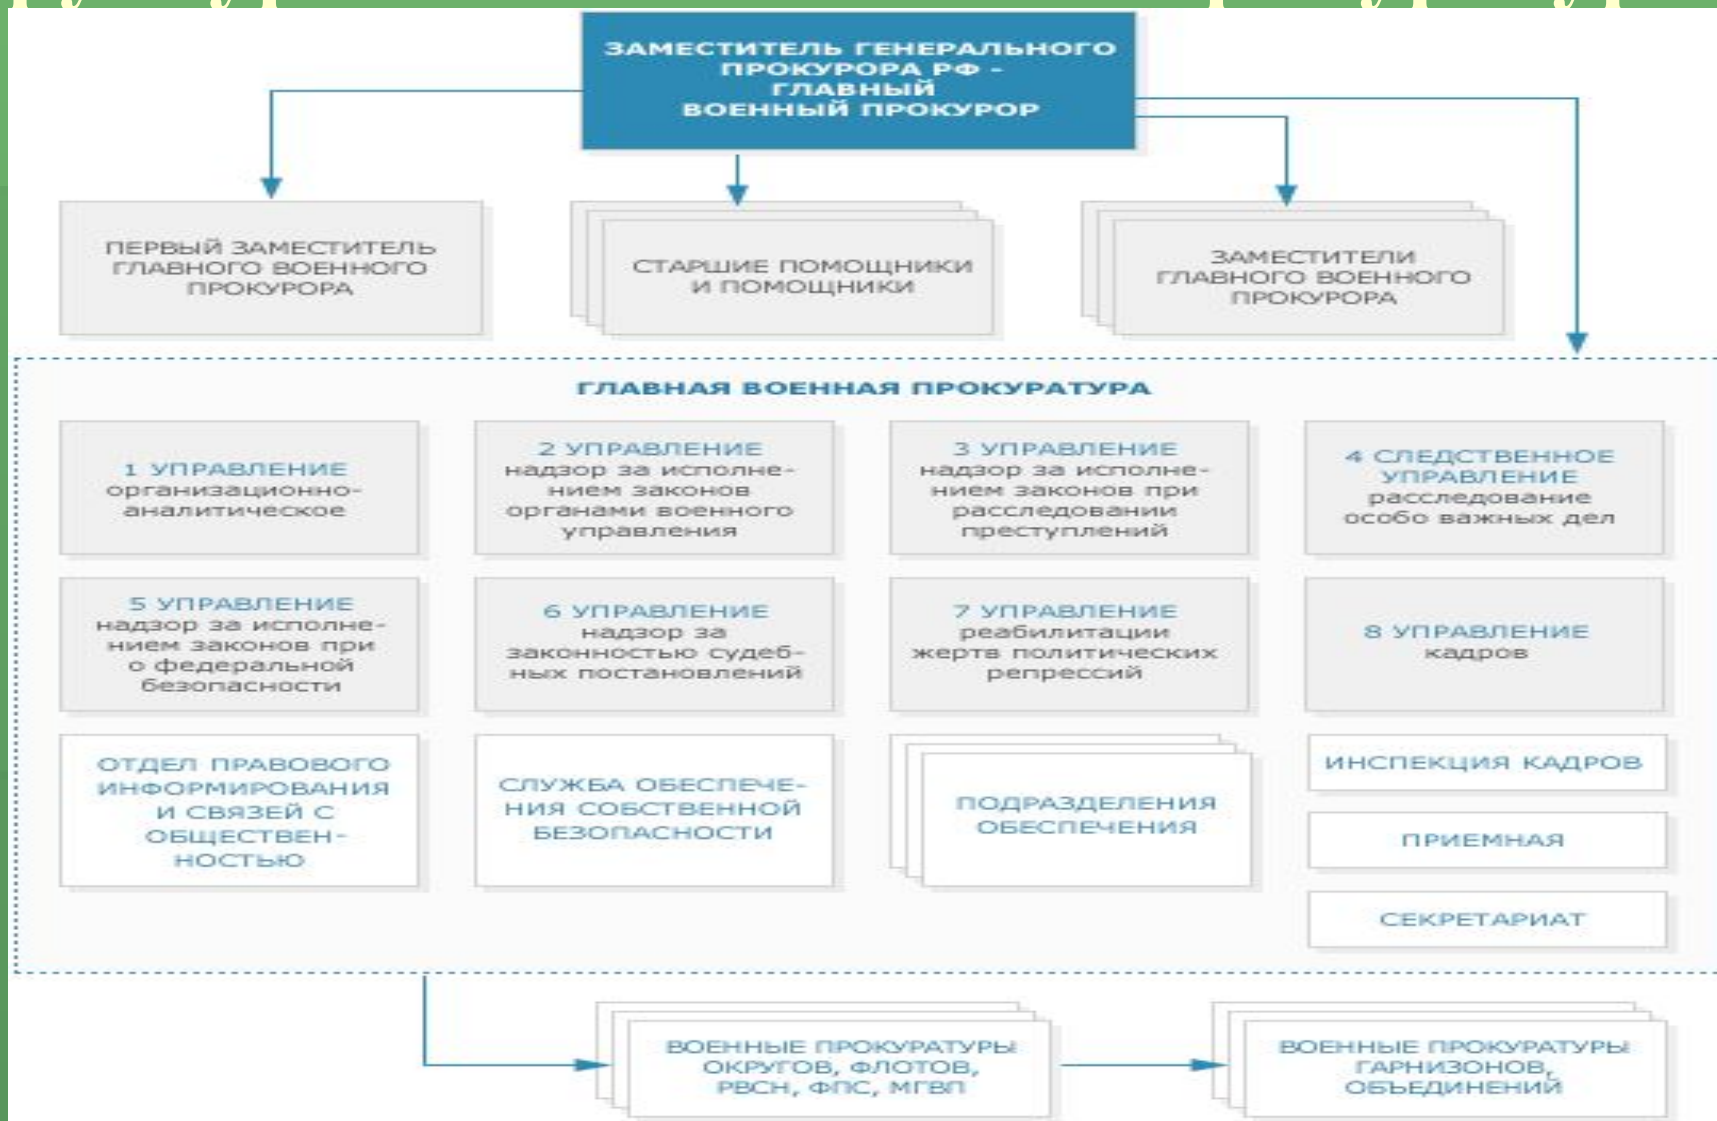 ЗАМЕСТИТЕЛЬ ГЕНЕРАЛЬНОГО
ПРОКУРОРА РФ -
ГЛАВНЫЙ
ВОЕННЫЙ ПРОКУРОР
ПЕРВЫЙ ЗАМЕСТИТЕЛЬ
ГЛАВНОГО ВОЕННОГО
ПРОКУРОРА
СТАРШИЕ ПОМОЩНИКИ
И ПОМОЩНИКИ
ЗАМЕСТИТЕЛИ
ГЛАВНОГО ВОЕННОГО
ПРОКУРОРА
ГЛАВНАЯ ВОЕННАЯ ПРОКУРАТУРА
1 УПРАВЛЕНИЕ
организационно-
аналитическое
2 УПРАВЛЕНИЕ
надзор за исполне-
нием законов
органами военного
управления
3 УПРАВЛЕНИЕ
надзор за исполне-
нием законов при
расследовании
преступлений
4 СЛЕДСТВЕННОЕ
УПРАВЛЕНИЕ
расследование
особо важных дел
5 УПРАВЛЕНИЕ
надзор за исполне-
нием законов при
о федеральной
безопасности
6 УПРАВЛЕНИЕ
надзор за
законностью судеб-
ных постановлений
7 УПРАВЛЕНИЕ
реабилитации
жертв политических
репрессий
8 УПРАВЛЕНИЕ
кадров
ОТДЕЛ ПРАВОВОГО
ИНФОРМИРОВАНИЯ
И СВЯЗЕЙ С
ОБЩЕСТВЕН-
НОСТЬЮ
СЛУЖБА ОБЕСПЕЧЕ-
НИЯ СОБСТВЕННОЙ
БЕЗОПАСНОСТИ
ПОДРАЗДЕЛЕНИЯ
ОБЕСПЕЧЕНИЯ
ИНСПЕКЦИЯ КАДРОВ
ПРИЕМНАЯ
СЕКРЕТАРИАТ
ВОЕННЫЕ ПРОКУРАТУРЫ
ОКРУГОВ, ФЛОТОВ,
РВСН, ФПС, МГВП
ВОЕННЫЕ ПРОКУРАТУРЫ
ГАРНИЗОНОВ,
ОБЪЕДИНЕНИЙ